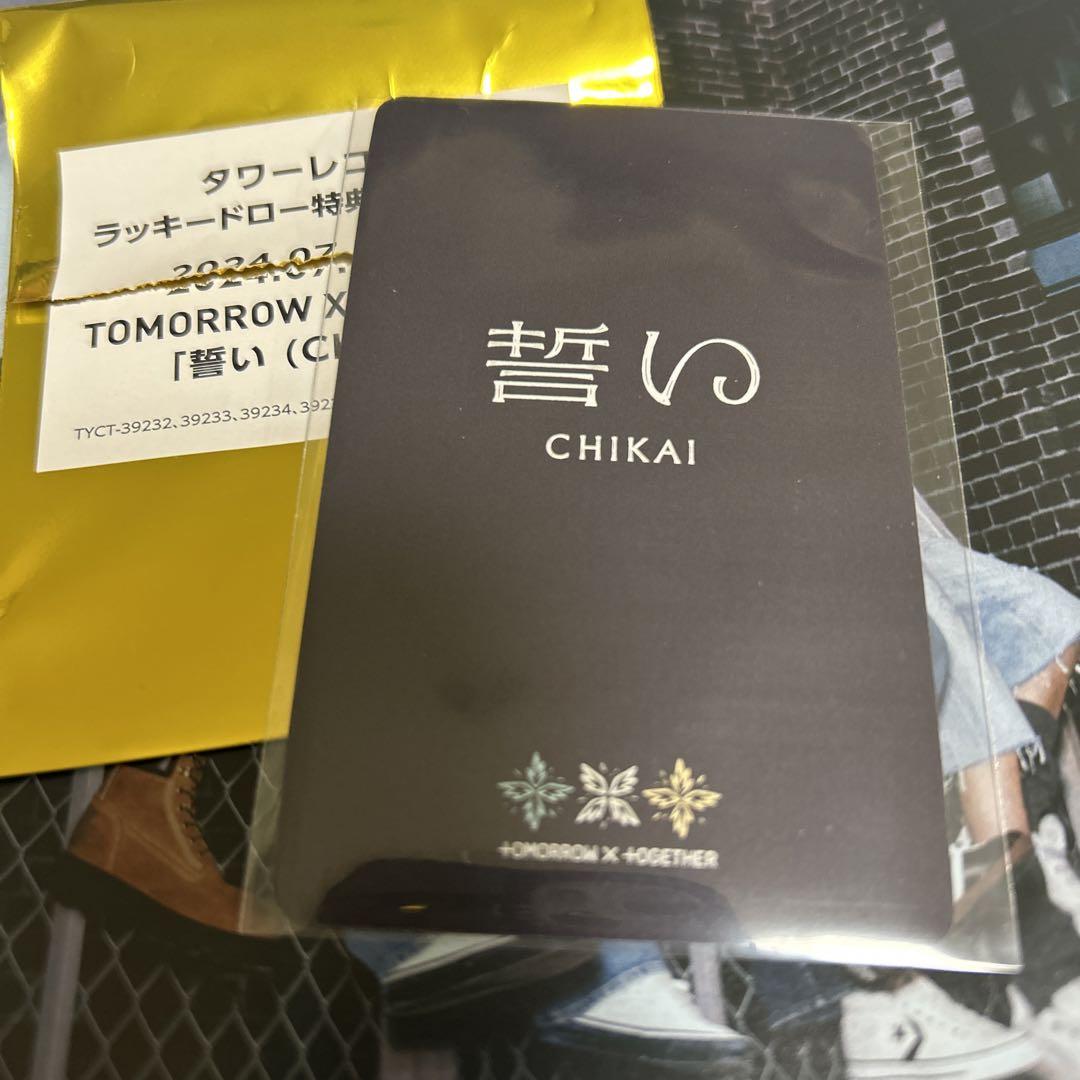 タワーレコ
ラッキードロー特典
2024.07.
TOMORROW X
「誓い (CH
TYCT-39232、39233、39234、392
誓い
CHIKAI
TOMORROW X TOGETHER